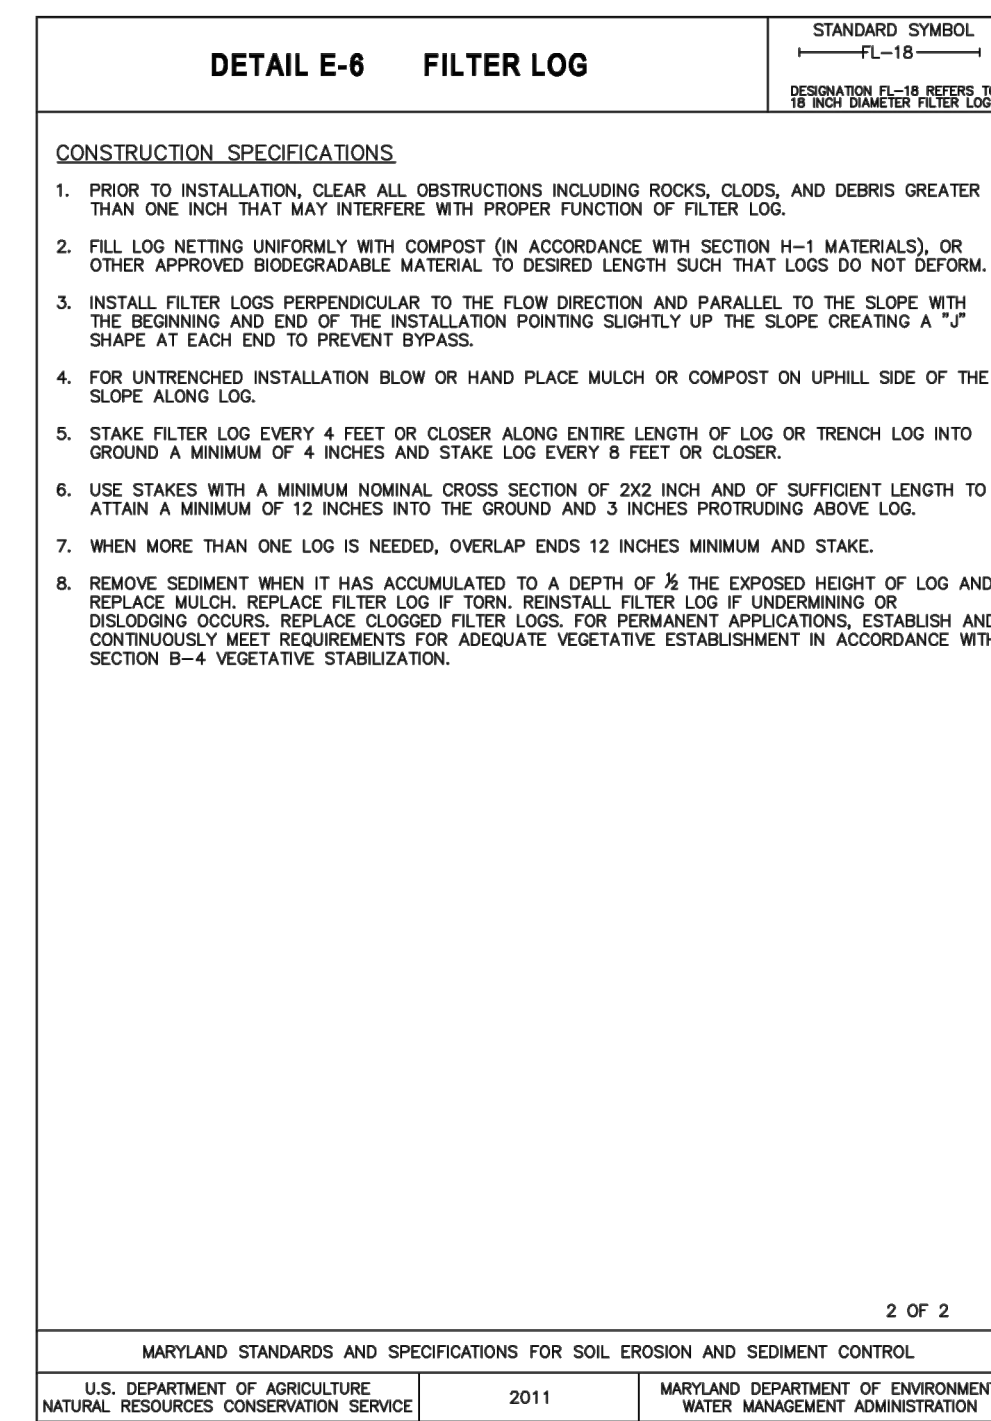 DETAIL E-6 FILTER LOG
STANDARD SYMBOL
FL-18
DESIGNATION FL-18 REFERS TO
18 INCH DIAMETER FILTER LOG
CONSTRUCTION SPECIFICATIONS
1. PRIOR TO INSTALLATION, CLEAR ALL OBSTRUCTIONS INCLUDING ROCKS, CLODS, AND DEBRIS GREATER
THAN ONE INCH THAT MAY INTERFERE WITH PROPER FUNCTION OF FILTER LOG.
2. FILL LOG NETTING UNIFORMLY WITH COMPOST (IN ACCORDANCE WITH SECTION H-1 MATERIALS), OR
OTHER APPROVED BIODEGRADABLE MATERIAL TO DESIRED LENGTH SUCH THAT LOGS DO NOT DEFORM.
3. INSTALL FILTER LOGS PERPENDICULAR TO THE FLOW DIRECTION AND PARALLEL TO THE SLOPE WITH
THE BEGINNING AND END OF THE INSTALLATION POINTING SLIGHTLY UP THE SLOPE CREATING A "J"
SHAPE AT EACH END TO PREVENT BYPASS.
4. FOR UNTRENCHED INSTALLATION BLOW OR HAND PLACE MULCH OR COMPOST ON UPHILL SIDE OF THE
SLOPE ALONG LOG.
5. STAKE FILTER LOG EVERY 4 FEET OR CLOSER ALONG ENTIRE LENGTH OF LOG OR TRENCH LOG INTO
GROUND A MINIMUM OF 4 INCHES AND STAKE LOG EVERY 8 FEET OR CLOSER.
6. USE STAKES WITH A MINIMUM NOMINAL CROSS SECTION OF 2X2 INCH AND OF SUFFICIENT LENGTH TO
ATTAIN A MINIMUM OF 12 INCHES INTO THE GROUND AND 3 INCHES PROTRUDING ABOVE LOG.
7. WHEN MORE THAN ONE LOG IS NEEDED, OVERLAP ENDS 12 INCHES MINIMUM AND STAKE.
8. REMOVE SEDIMENT WHEN IT HAS ACCUMULATED TO A DEPTH OF ½ THE EXPOSED HEIGHT OF LOG AND
REPLACE MULCH. REPLACE FILTER LOG IF TORN. REINSTALL FILTER LOG IF UNDERMINING OR
DISLODGING OCCURS. REPLACE CLOGGED FILTER LOGS. FOR PERMANENT APPLICATIONS, ESTABLISH AND
CONTINUOUSLY MEET REQUIREMENTS FOR ADEQUATE VEGETATIVE ESTABLISHMENT IN ACCORDANCE WITH
SECTION B-4 VEGETATIVE STABILIZATION.
2 OF 2
MARYLAND STANDARDS AND SPECIFICATIONS FOR SOIL EROSION AND SEDIMENT CONTROL
U.S. DEPARTMENT OF AGRICULTURE
NATURAL RESOURCES CONSERVATION SERVICE
2011
MARYLAND DEPARTMENT OF ENVIRONMENT
WATER MANAGEMENT ADMINISTRATION